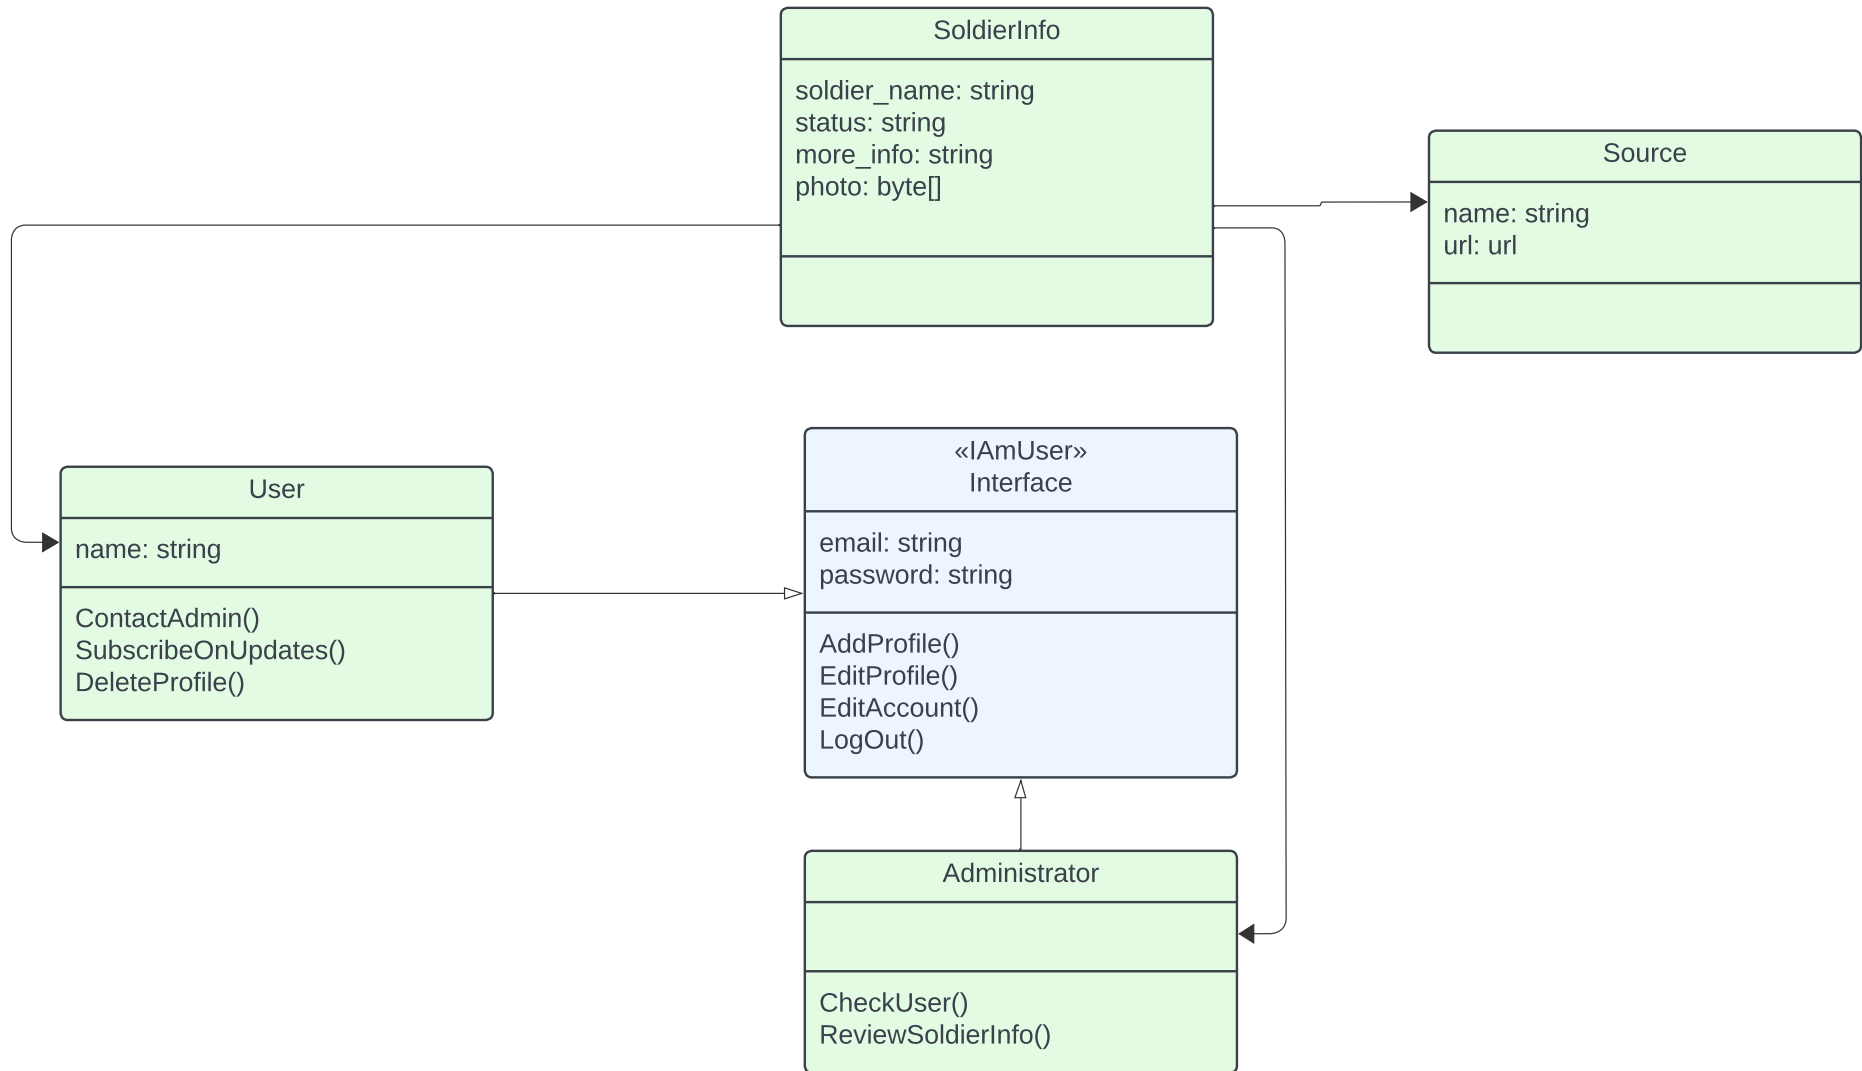 SoldierInfo
soldier_name: string
status: string
more_info: string
photo: byte[]
Source
name: string
url: url
User
name: string
ContactAdmin()
SubscribeOnUpdates()
DeleteProfile()
«IAmUser»
Interface
email: string
password: string
AddProfile()
EditProfile()
EditAccount()
LogOut()
Administrator
CheckUser()
ReviewSoldierInfo()